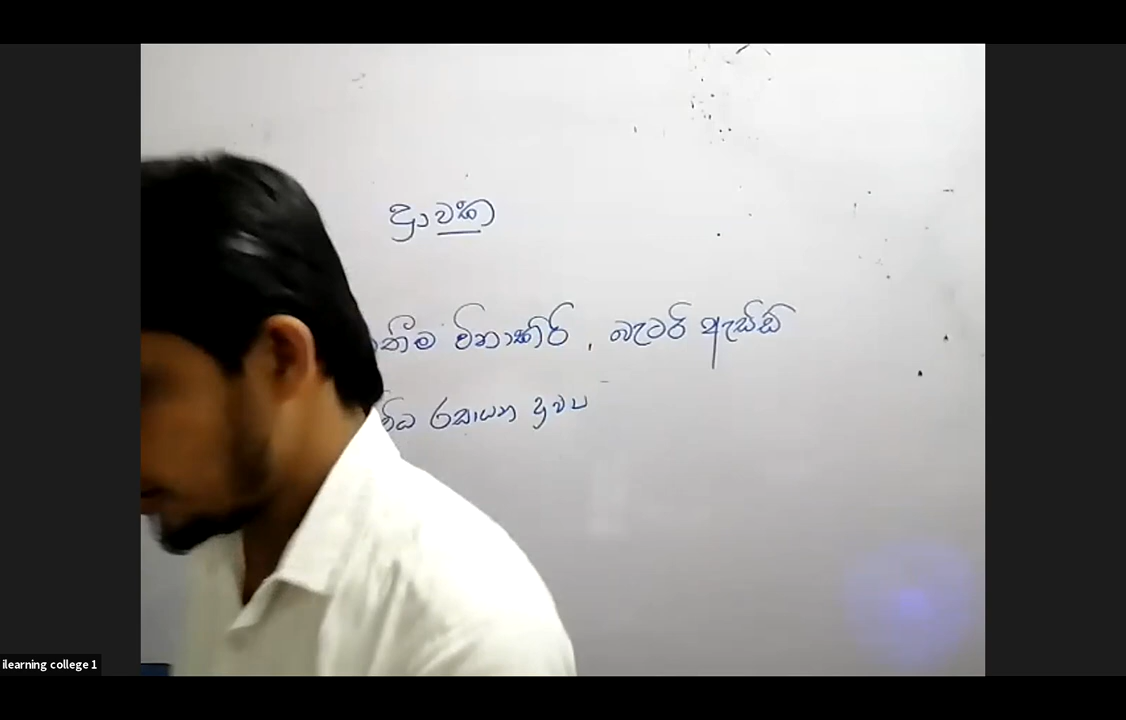 ද්‍රාවක
විනාකිරි , බැටරි ඇසිඩ්
රසායන ද්‍රව්‍ය
ilearning college 1